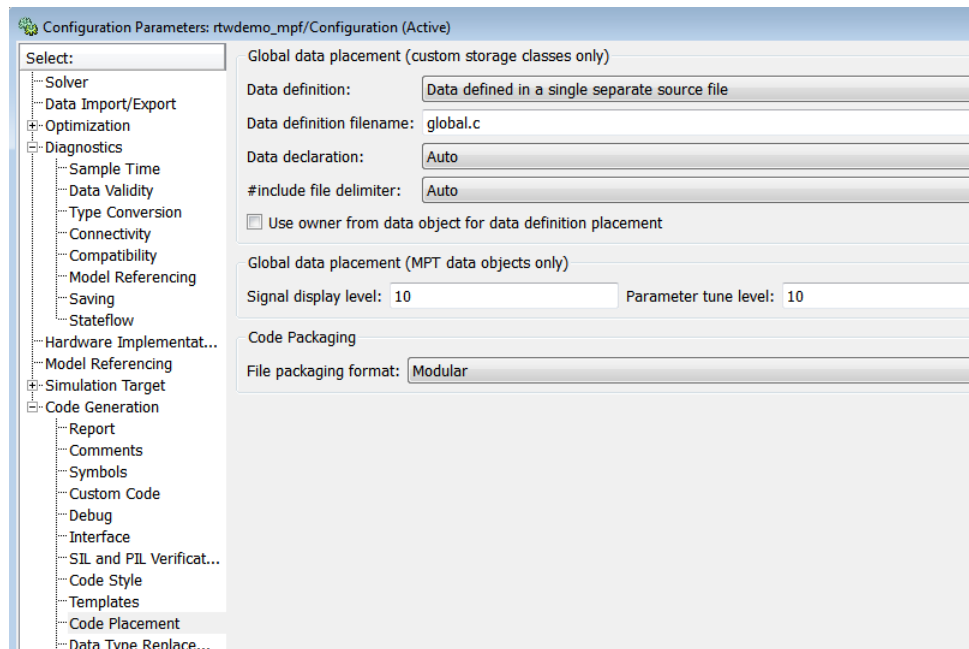 Configuration Parameters: rtwdemo_mpf/Configuration (Active)
Select:
Solver
Data Import/Export
Optimization
Diagnostics
Sample Time
Data Validity
Type Conversion
Connectivity
Compatibility
Model Referencing
Saving
Stateflow
Hardware Implementat...
Model Referencing
Simulation Target
Code Generation
Report
Comments
Symbols
Custom Code
Debug
Interface
SIL and PIL Verificat...
Code Style
Templates
Code Placement
Data Type Replace...
Global data placement (custom storage classes only)
Data definition: Data defined in a single separate source file
Data definition filename: global.c
Data declaration: Auto
#include file delimiter: Auto
Use owner from data object for data definition placement
Global data placement (MPT data objects only)
Signal display level: 10 Parameter tune level: 10
Code Packaging
File packaging format: Modular